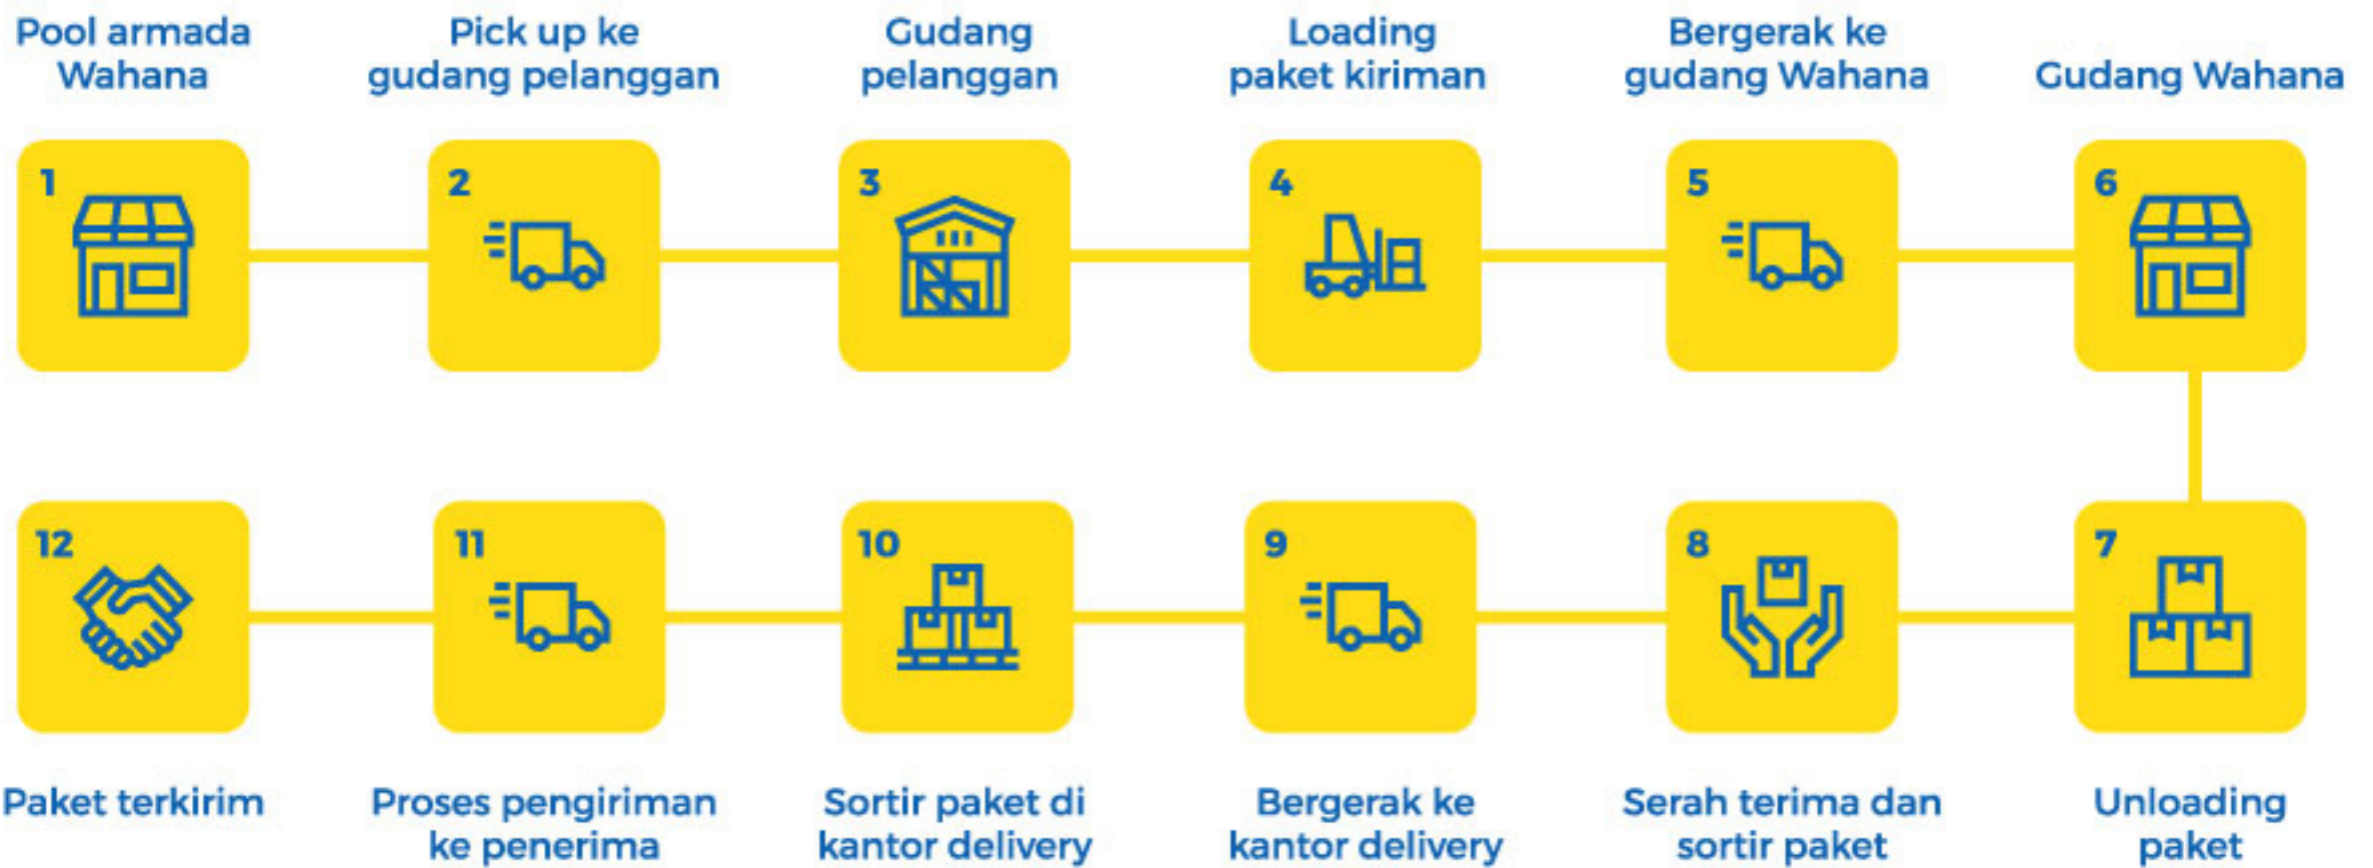 Pool armada
Wahana
Pick up ke
gudang pelanggan
Gudang
pelanggan
Loading
paket kiriman
Bergerak ke
gudang Wahana
Gudang Wahana
1
2
3
4
5
6
12
11
10
9
8
7
Paket terkirim
Proses pengiriman
ke penerima
Sortir paket di
kantor delivery
Bergerak ke
kantor delivery
Serah terima dan
sortir paket
Unloading
paket